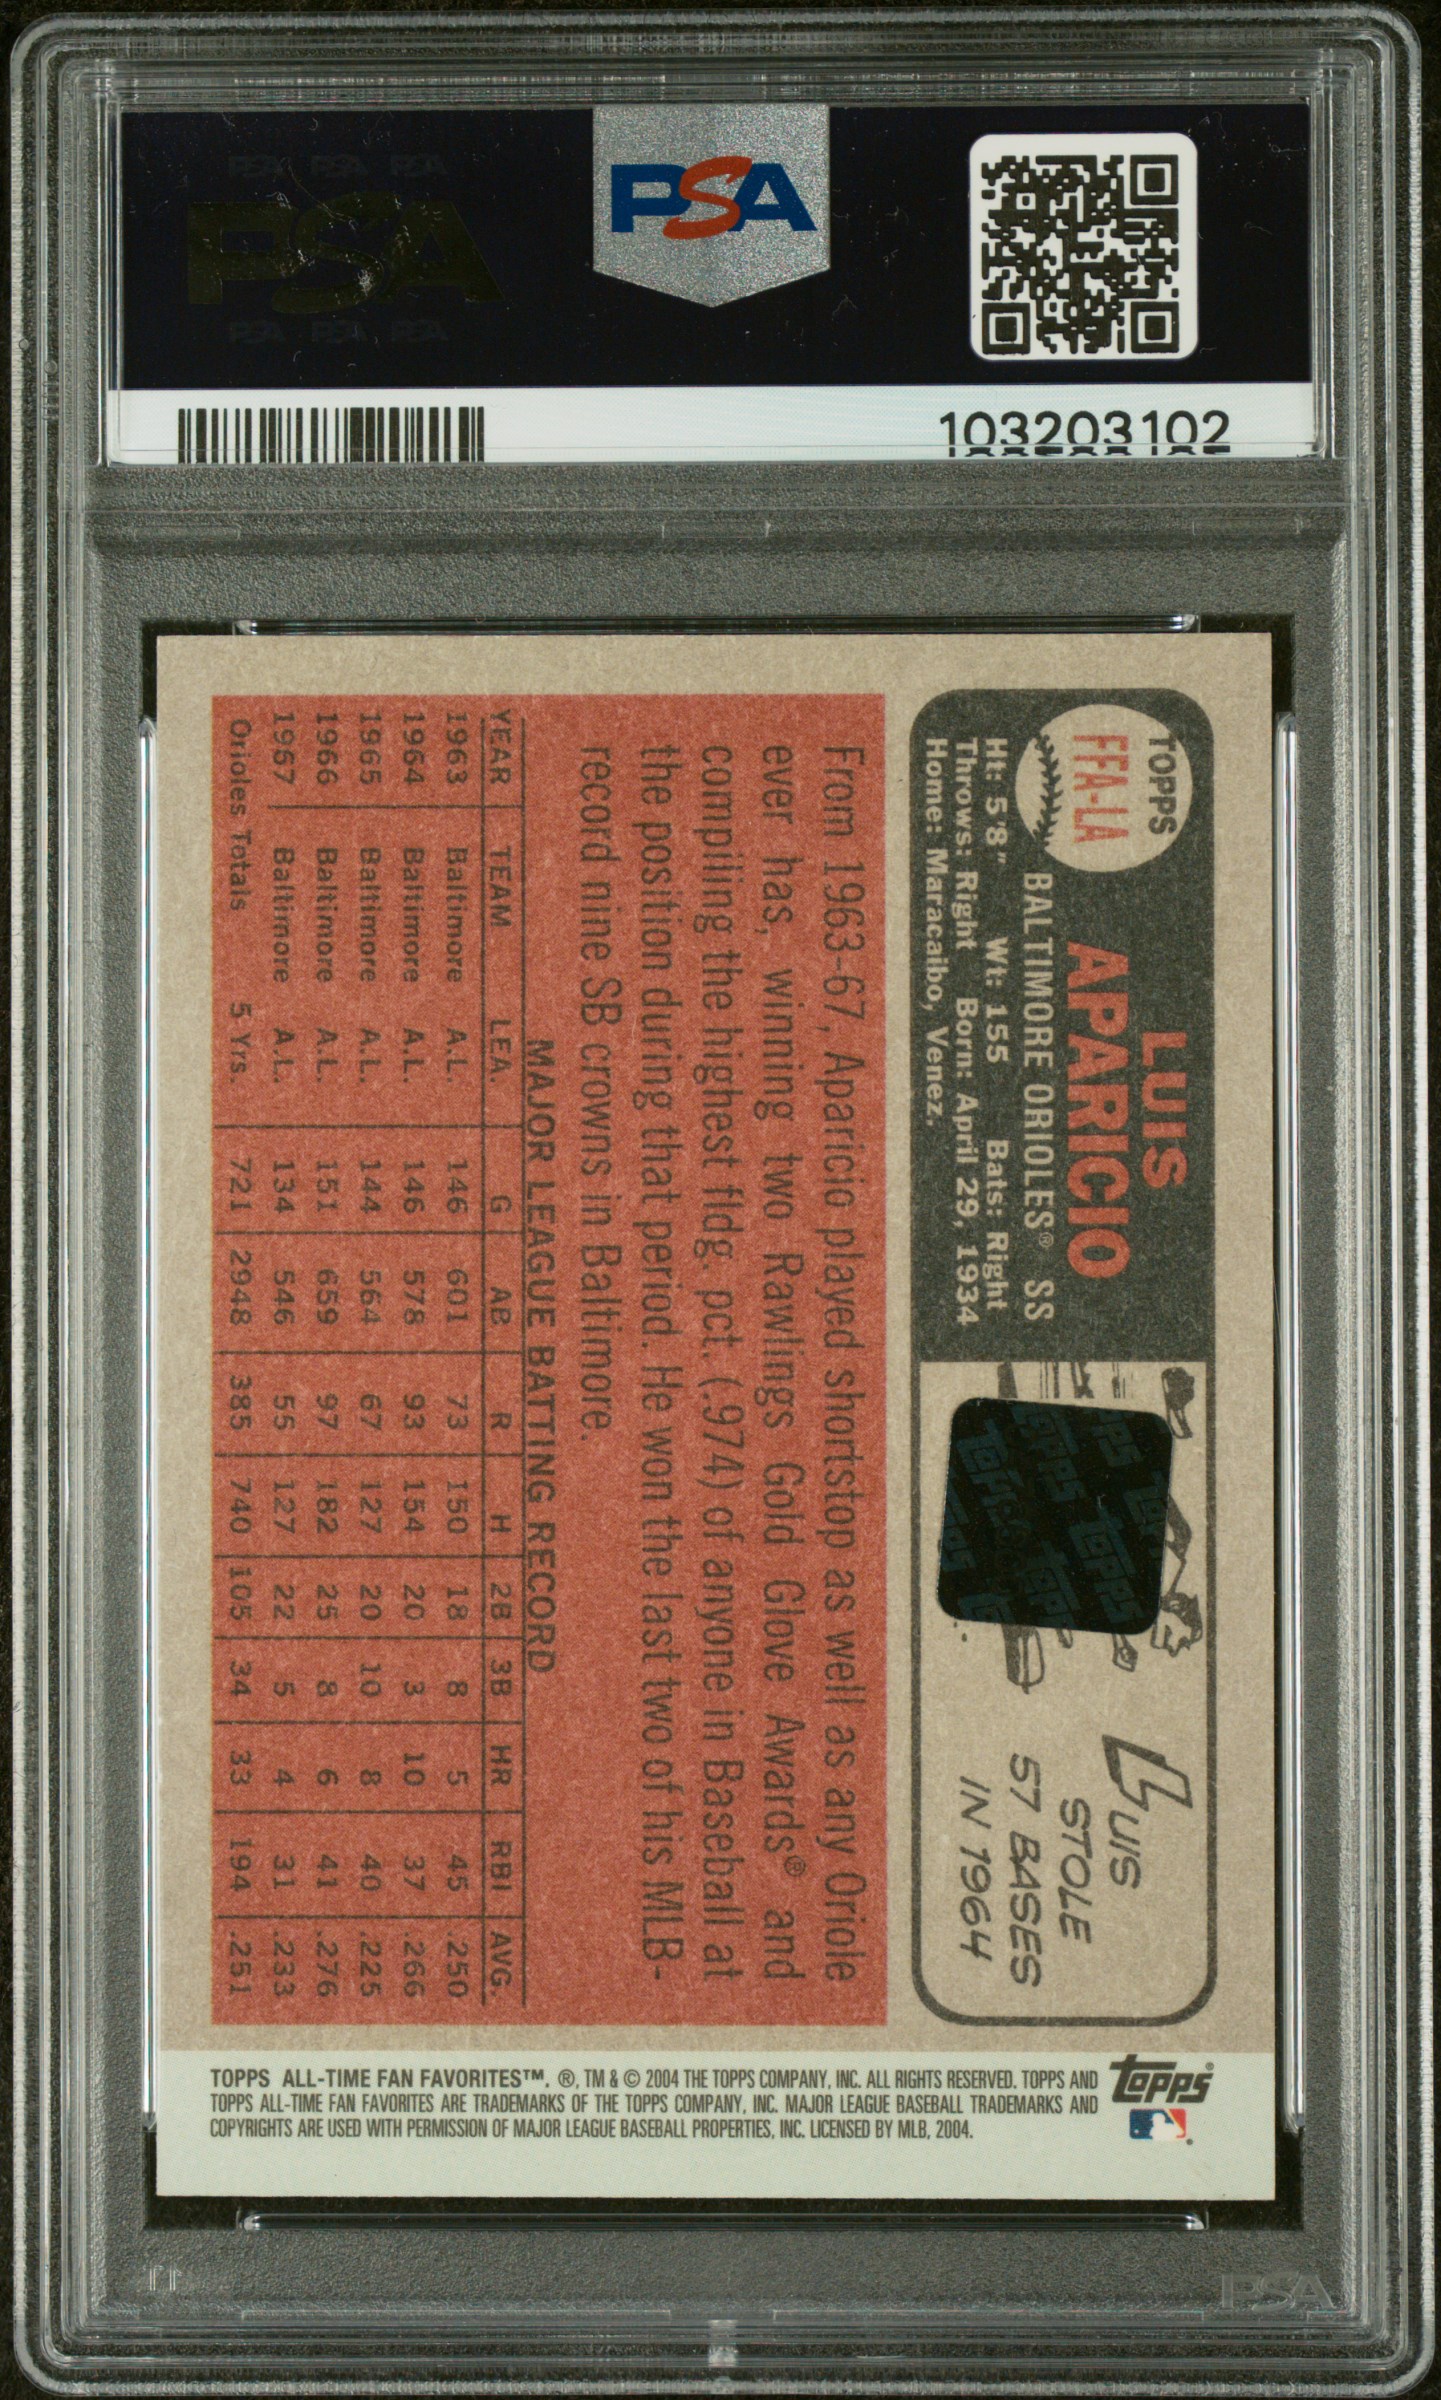 PSA PSA PSA
PSA
PSA PSA PSA
PSA
103203102
TOPPS
FFA-LA
LUIS
APARICIO
BALTIMORE ORIOLES® SS
Ht: 5'8" Wt: 155 Bats: Right
Throws: Right Born: April 29, 1934
Home: Maracaibo, Venez.
LUIS
STOLE
57 BASES
IN 1964
From 1963-67, Aparicio played shortstop as well as any Oriole
ever has, winning two Rawlings Gold Glove Awards® and
compiling the highest fldg. pct. (.974) of anyone in Baseball at
the position during that period. He won the last two of his MLB-
record nine SB crowns in Baltimore.
MAJOR LEAGUE BATTING RECORD
YEAR TEAM LEA. G AB R H 2B 3B HR RBI AVG.
1963 Baltimore A.L. 146 601 73 150 18 8 5 45 .250
1964 Baltimore A.L. 146 578 93 154 20 3 10 37 .266
1965 Baltimore A.L. 144 564 67 127 20 10 8 40 .225
1966 Baltimore A.L. 151 659 97 182 25 8 6 41 .276
1967 Baltimore A.L. 134 546 55 127 22 5 4 31 .233
Orioles Totals 5 Yrs. 721 2948 385 740 105 34 33 194 .251
TOPPS ALL-TIME FAN FAVORITES™. ®, TM & © 2004 THE TOPPS COMPANY, INC. ALL RIGHTS RESERVED. TOPPS AND
TOPPS ALL-TIME FAN FAVORITES ARE TRADEMARKS OF THE TOPPS COMPANY, INC. MAJOR LEAGUE BASEBALL TRADEMARKS AND
COPYRIGHTS ARE USED WITH PERMISSION OF MAJOR LEAGUE BASEBALL PROPERTIES, INC. LICENSED BY MLB, 2004.
topps®
PSA